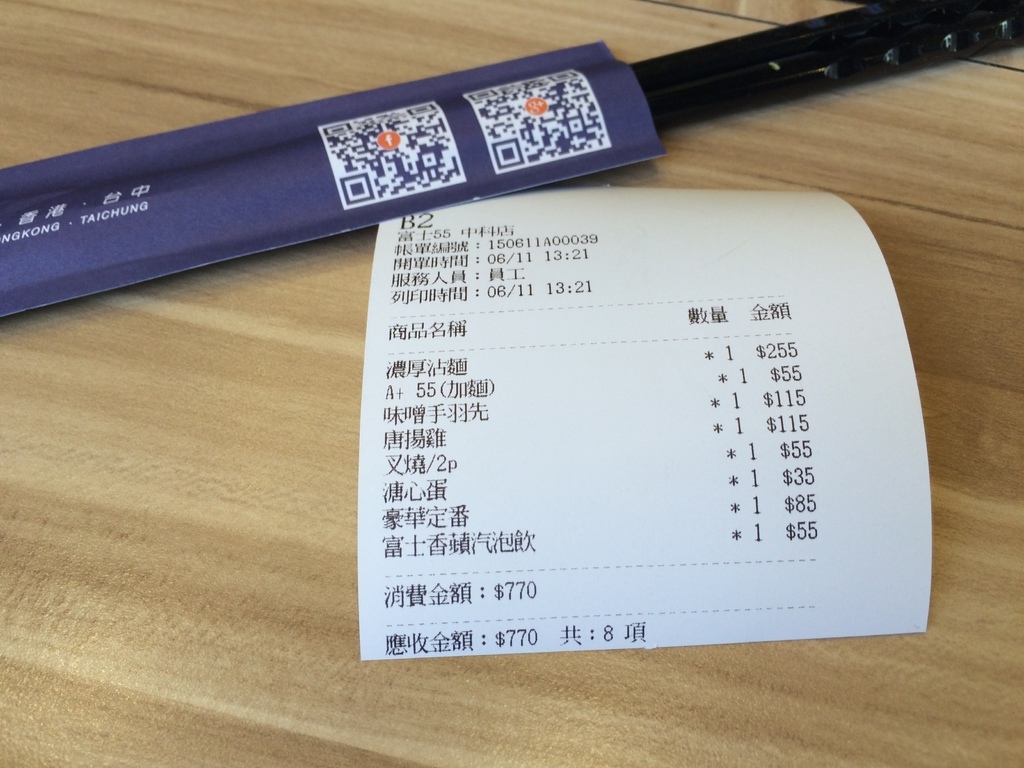 香港 · 台中
ONGKONG · TAICHUNG
B2
富士55 中科店
帳單編號：150611A00039
開單時間：06/11 13:21
服務人員：員工
列印時間：06/11 13:21
商品名稱 數量 金額
濃厚沾麵 * 1 $255
A+ 55(加麵) * 1 $55
味噌手羽先 * 1 $115
唐揚雞 * 1 $115
叉燒/2p * 1 $55
溏心蛋 * 1 $35
豪華定番 * 1 $85
富士香蘋汽泡飲 * 1 $55
消費金額：$770
應收金額：$770 共：8 項